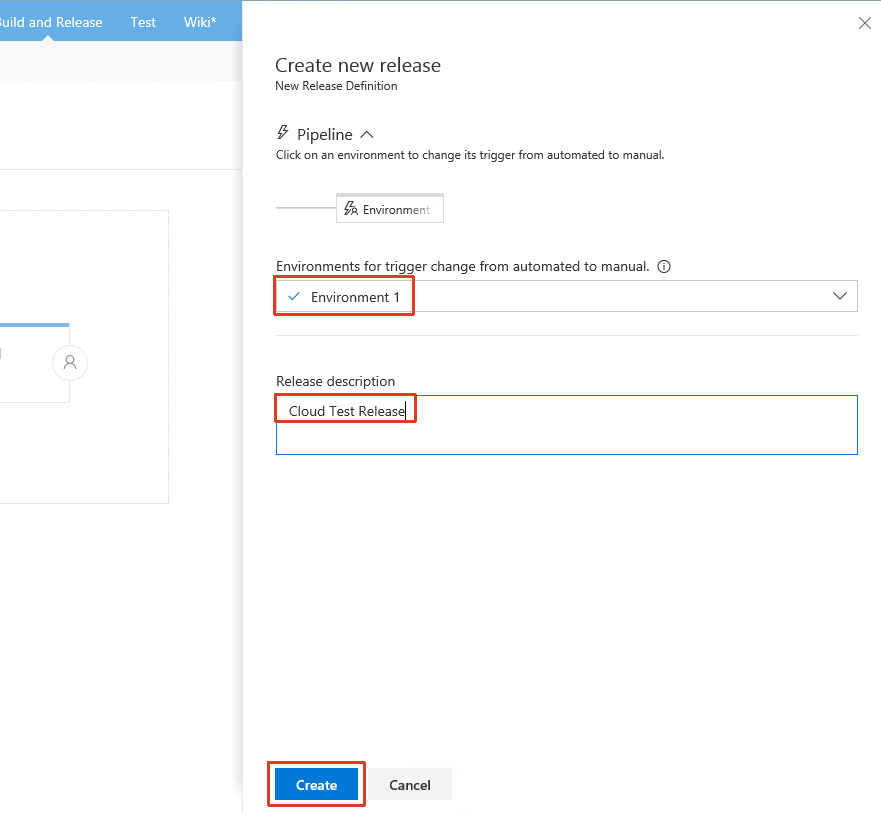 Build and Release Test Wiki*
Create new release
New Release Definition
Pipeline
Click on an environment to change its trigger from automated to manual.
Environment
Environments for trigger change from automated to manual.
Environment 1
Release description
Cloud Test Release
Create Cancel